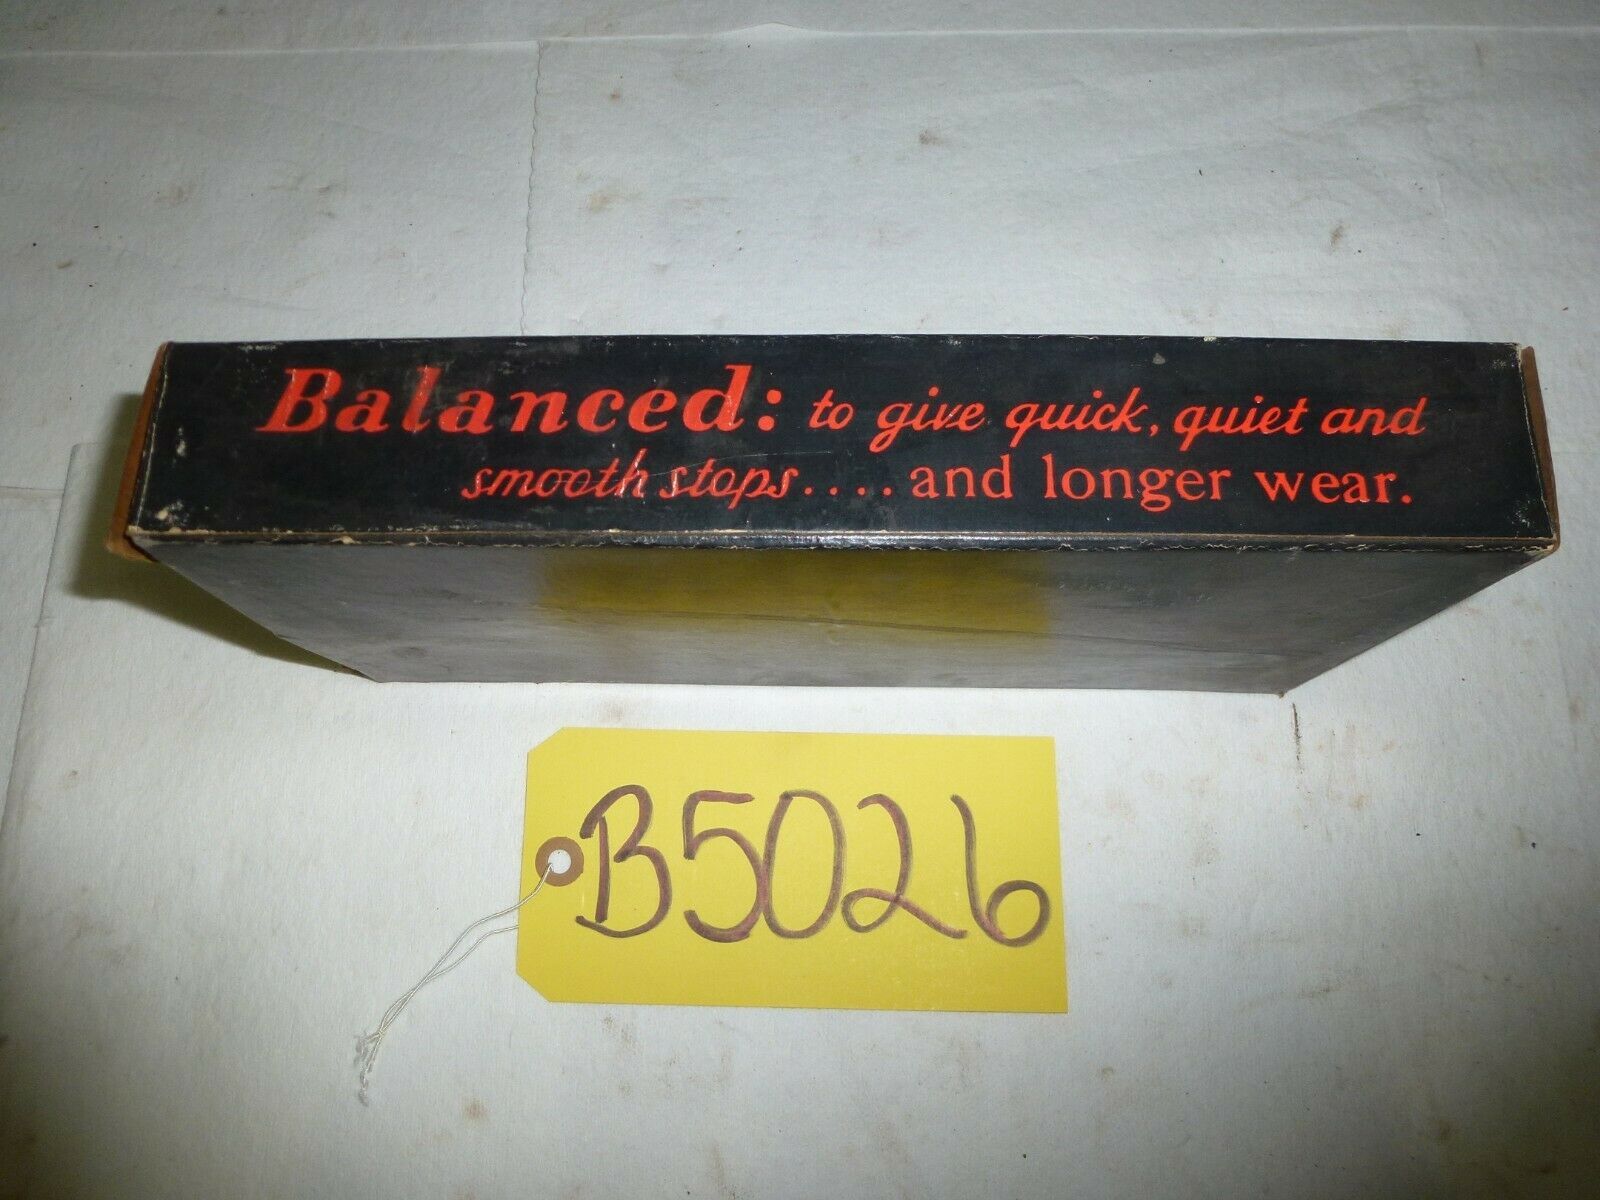 Balanced: to give quick, quiet and
smooth stops.... and longer wear.
B5026